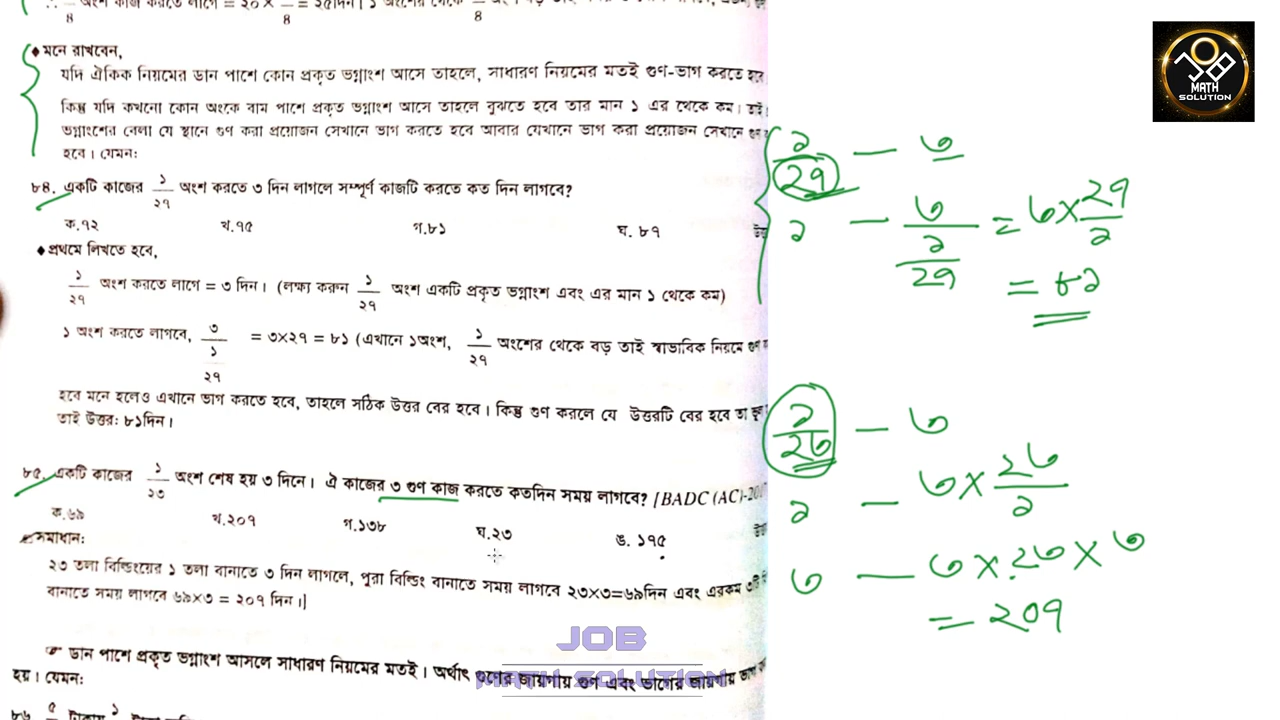 ∴ ৮ অংশ কাজ করতে লাগে = ২০ × ৮ = ২৫দিন। ১ অংশের থেকে ৮
♦মনে রাখবেন,
যদি ঐকিক নিয়মের ডান পাশে কোন প্রকৃত ভগ্নাংশ আসে তাহলে, সাধারণ নিয়মের মতই গুণ-ভাগ করতে হবে
কিন্তু যদি কখনো কোন অংকে বাম পাশে প্রকৃত ভগ্নাংশ আসে তাহলে বুঝতে হবে তার মান ১ এর থেকে কম। তাই
ভগ্নাংশের বেলা যে স্থানে গুণ করা প্রয়োজন সেখানে ভাগ করতে হবে আবার যেখানে ভাগ করা প্রয়োজন সেখানে গুণ
হবে। যেমন:
৮৪. একটি কাজের ১/২৭ অংশ করতে ৩ দিন লাগলে সম্পূর্ণ কাজটি করতে কত দিন লাগবে?
ক.৭২ খ.৭৫ গ.৮১ ঘ. ৮৭
♦প্রথমে লিখতে হবে,
১/২৭ অংশ করতে লাগে = ৩ দিন। (লক্ষ্য করুন ১/২৭ অংশ একটি প্রকৃত ভগ্নাংশ এবং এর মান ১ থেকে কম)
১ অংশ করতে লাগবে, ৩/১/২৭ = ৩×২৭ = ৮১ (এখানে ১অংশ, ১/২৭ অংশের থেকে বড় তাই স্বাভাবিক নিয়মে গুণ
হবে মনে হলেও এখানে ভাগ করতে হবে, তাহলে সঠিক উত্তর বের হবে। কিন্তু গুণ করলে যে উত্তরটি বের হবে তা ভুল
তাই উত্তর: ৮১দিন।
৮৫. একটি কাজের ১/২৩ অংশ শেষ হয় ৩ দিনে। ঐ কাজের ৩ গুণ কাজ করতে কতদিন সময় লাগবে? [BADC (AC)-2017
ক.৬৯ খ.২০৭ গ.১৩৮ ঘ.২৩ ঙ. ১৭৫
সমাধান:
২৩ তলা বিল্ডিংয়ের ১ তলা বানাতে ৩ দিন লাগলে, পুরা বিল্ডিং বানাতে সময় লাগবে ২৩×৩=৬৯দিন এবং এরকম ৩টি
বানাতে সময় লাগবে ৬৯×৩ = ২০৭ দিন।]
☞ ডান পাশে প্রকৃত ভগ্নাংশ আসলে সাধারণ নিয়মের মতই। অর্থাৎ গুণের জায়গায় গুণ এবং ভাগের জায়গায় ভাগ
হয়। যেমন:
১/২৭ — ৩
১ — ৩/১/২৭ = ৩×২৭/১
= ৮১
১/২৩ — ৩
১ — ৩×২৩/১
৩ — ৩×২৩×৩
= ২০৭
JOB
MATH SOLUTION
JOB
MATH
SOLUTION